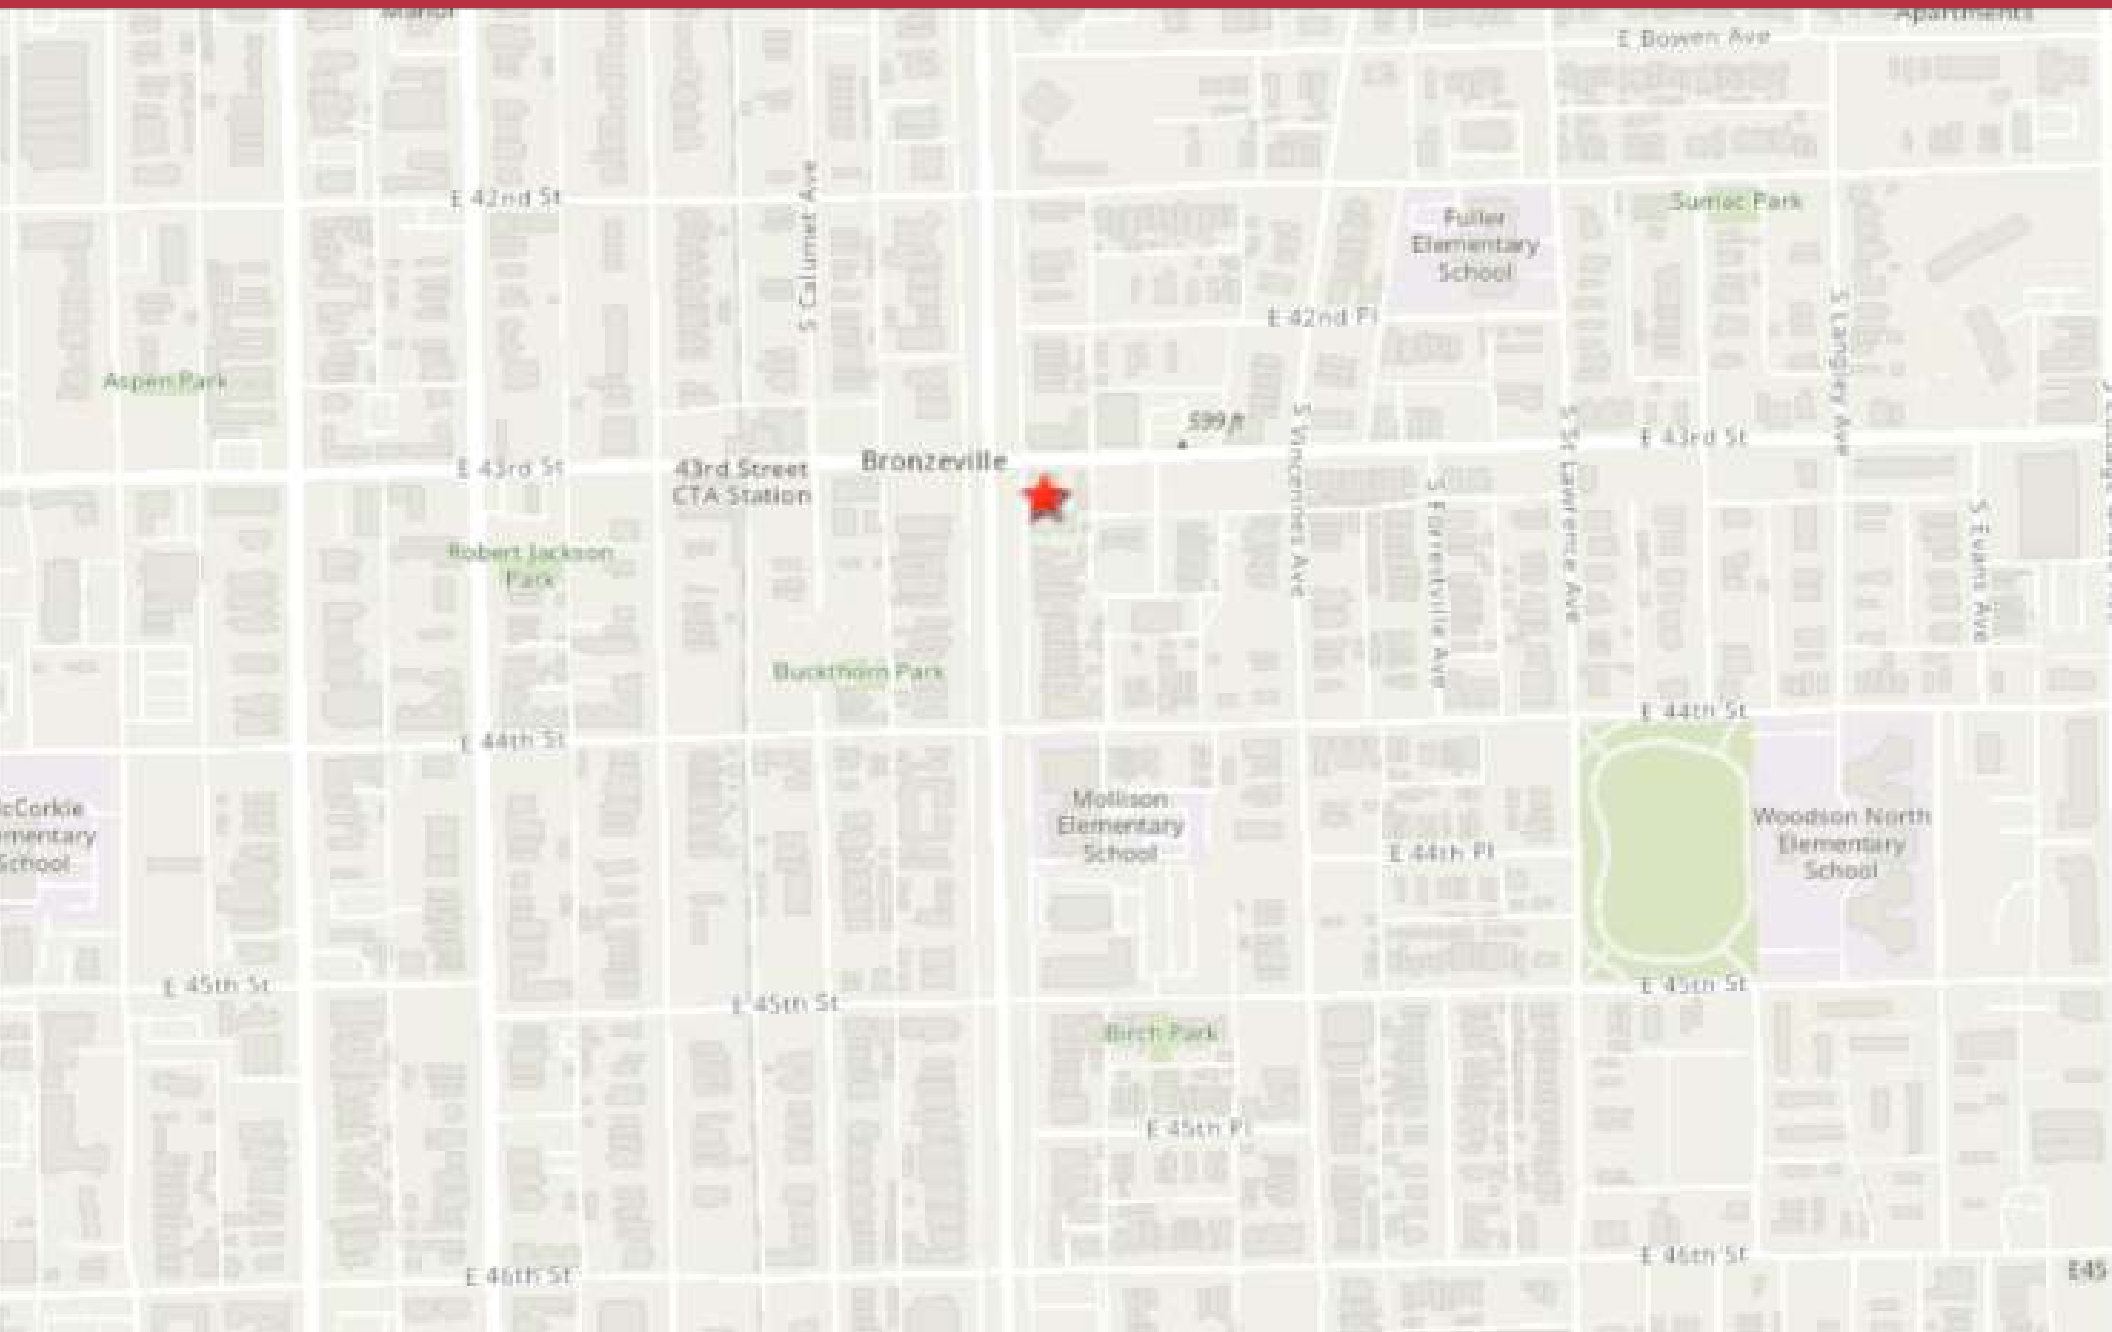 E Bowen Ave
E 42nd St
S Calumet Ave
Fuller
Elementary
School
Sumac Park
E 42nd Pl
S Langley Ave
Aspen Park
599 ft
S Vincennes Ave
S St Lawrence Ave
E 43rd St
E 43rd St
43rd Street
CTA Station
Bronzeville
S Forrestville Ave
S Evans Ave
Robert Jackson
Park
Buckthorn Park
E 44th St
E 44th St
School
Mollison
Elementary
School
E 44th Pl
Woodson North
Elementary
School
E 45th St
E 45th St
E 45th St
Birch Park
E 45th Pl
E 46th St
E 46th St
E45